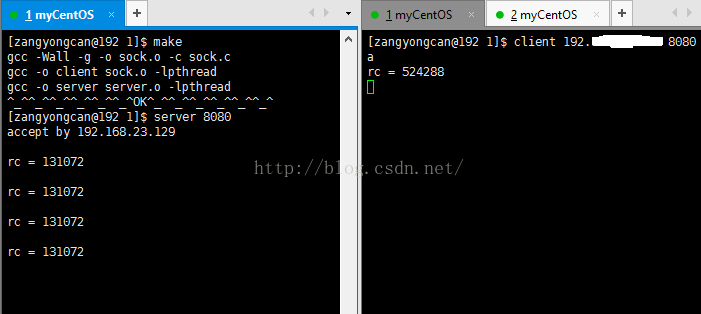 1 myCentOS
[zangyongcan@192 1]$ make
gcc -Wall -g -o sock.o -c sock.c
gcc -o client sock.o -lpthread
gcc -o server server.o -lpthread
^_^^_^^_^^_^^_^^_^OK^_^^_^^_^^_^^_^^_^
[zangyongcan@192 1]$ server 8080
accept by 192.168.23.129
rc = 131072
rc = 131072
rc = 131072
rc = 131072
1 myCentOS
2 myCentOS
[zangyongcan@192 1]$ client 192. 8080
a
rc = 524288
http://blog.csdn.net/